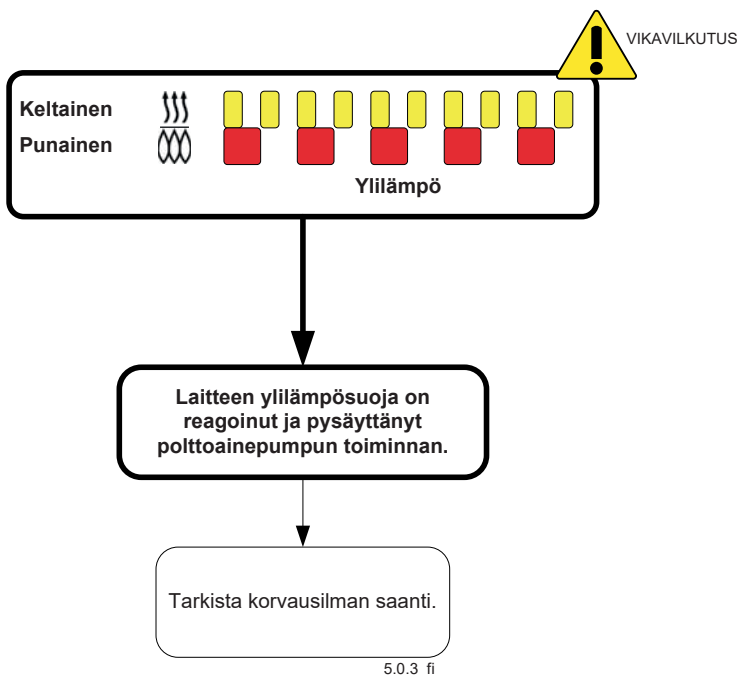 VIKAVILKUTUS
Keltainen
Punainen
Ylilämpö
Laitteen ylilämpösuoja on
reagoinut ja pysäyttänyt
polttoainepumpun toiminnan.
Tarkista korvausilman saanti.
5.0.3 fi